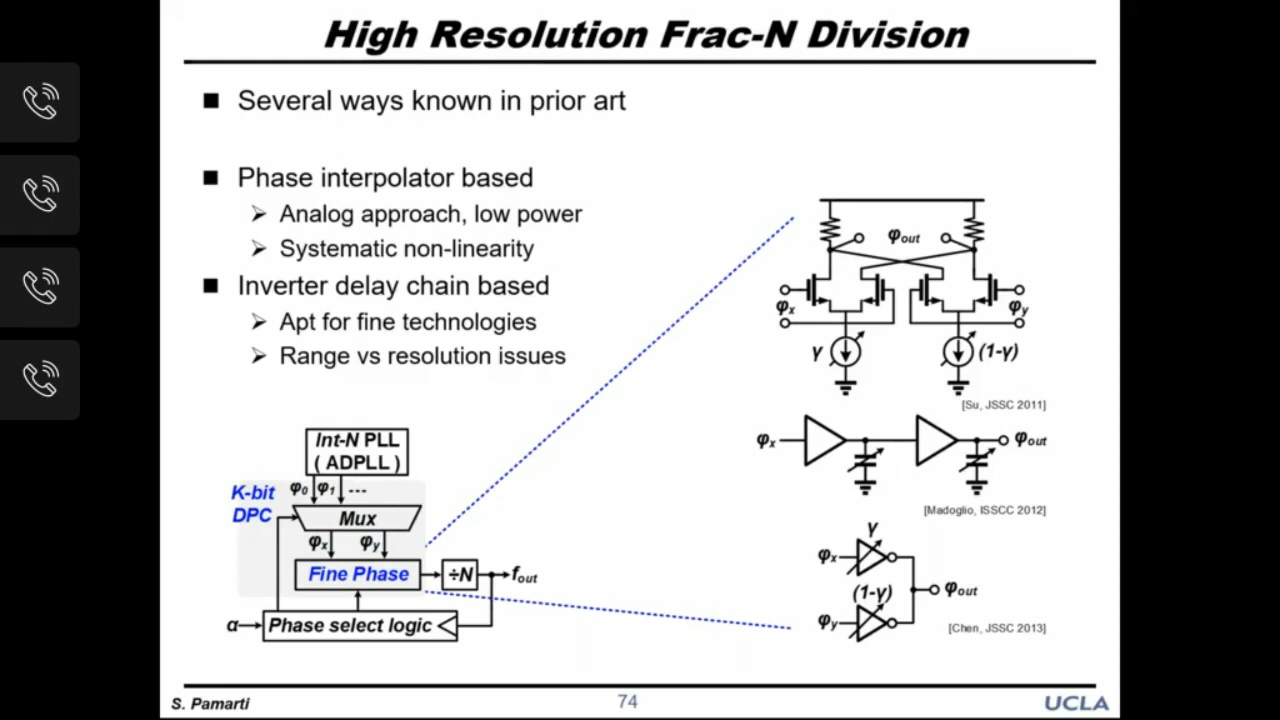 High Resolution Frac-N Division
Several ways known in prior art
Phase interpolator based
Analog approach, low power
Systematic non-linearity
Inverter delay chain based
Apt for fine technologies
Range vs resolution issues
φout
φx
φy
γ
(1-γ)
[Su, JSSC 2011]
φx
φout
[Madoglio, ISSCC 2012]
γ
φx
(1-γ)
φout
φy
[Chen, JSSC 2013]
Int-N PLL
( ADPLL )
K-bit
DPC
φ0 φ1 ---
Mux
φx φy
Fine Phase
÷N
fout
α
Phase select logic
S. Pamarti
74
UCLA